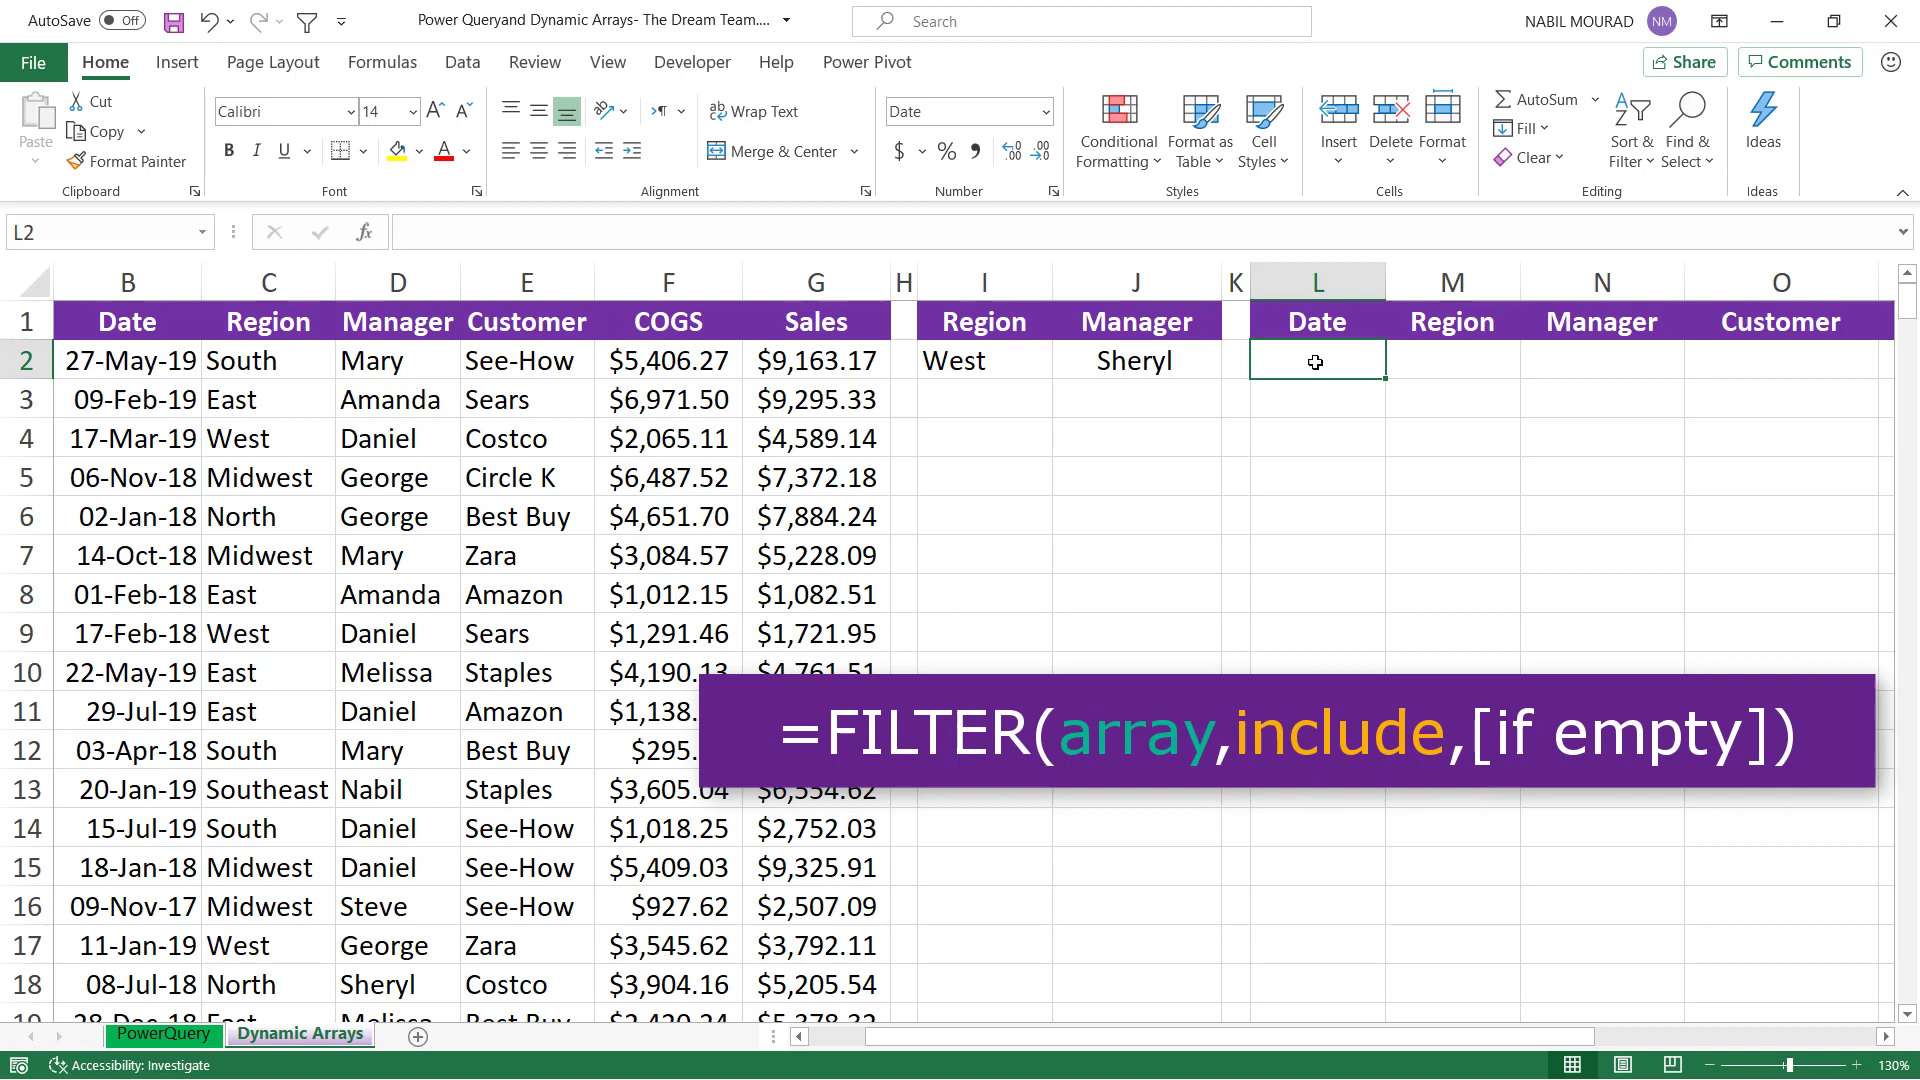 AutoSave Off Power Queryand Dynamic Arrays- The Dream Team.... Search NABIL MOURAD NM
File Home Insert Page Layout Formulas Data Review View Developer Help Power Pivot Share Comments
Paste Cut Copy Format Painter Clipboard
Calibri 14 B I U A Font
ab Wrap Text Merge & Center Alignment
Date $ % Number
Conditional Formatting Format as Table Cell Styles Styles
Insert Delete Format Cells
AutoSum Fill Clear Sort & Filter Find & Select Editing
Ideas Ideas
L2 fx
B C D E F G H I J K L M N O
1 Date Region Manager Customer COGS Sales Region Manager Date Region Manager Customer
2 27-May-19 South Mary See-How $5,406.27 $9,163.17 West Sheryl
3 09-Feb-19 East Amanda Sears $6,971.50 $9,295.33
4 17-Mar-19 West Daniel Costco $2,065.11 $4,589.14
5 06-Nov-18 Midwest George Circle K $6,487.52 $7,372.18
6 02-Jan-18 North George Best Buy $4,651.70 $7,884.24
7 14-Oct-18 Midwest Mary Zara $3,084.57 $5,228.09
8 01-Feb-18 East Amanda Amazon $1,012.15 $1,082.51
9 17-Feb-18 West Daniel Sears $1,291.46 $1,721.95
10 22-May-19 East Melissa Staples $4,190.13 $4,761.51
11 29-Jul-19 East Daniel Amazon $1,138.
=FILTER(array,include,[if empty])
12 03-Apr-18 South Mary Best Buy $295.
13 20-Jan-19 Southeast Nabil Staples $3,605.04 $6,554.62
14 15-Jul-19 South Daniel See-How $1,018.25 $2,752.03
15 18-Jan-18 Midwest Daniel See-How $5,409.03 $9,325.91
16 09-Nov-17 Midwest Steve See-How $927.62 $2,507.09
17 11-Jan-19 West George Zara $3,545.62 $3,792.11
18 08-Jul-18 North Sheryl Costco $3,904.16 $5,205.54
19 28-Dec-18 East Melissa Best Buy
PowerQuery Dynamic Arrays
Accessibility: Investigate 130%